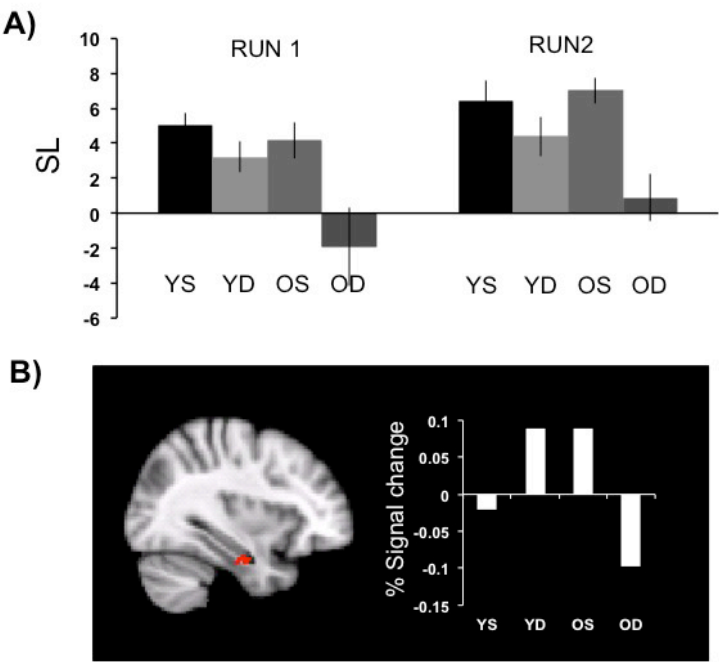 A)
RUN 1 RUN2
SL
10
8
6
4
2
0
-2
-4
-6
YS YD OS OD YS YD OS OD
B)
% Signal change
0.1
0.05
0
-0.05
-0.1
-0.15
YS YD OS OD